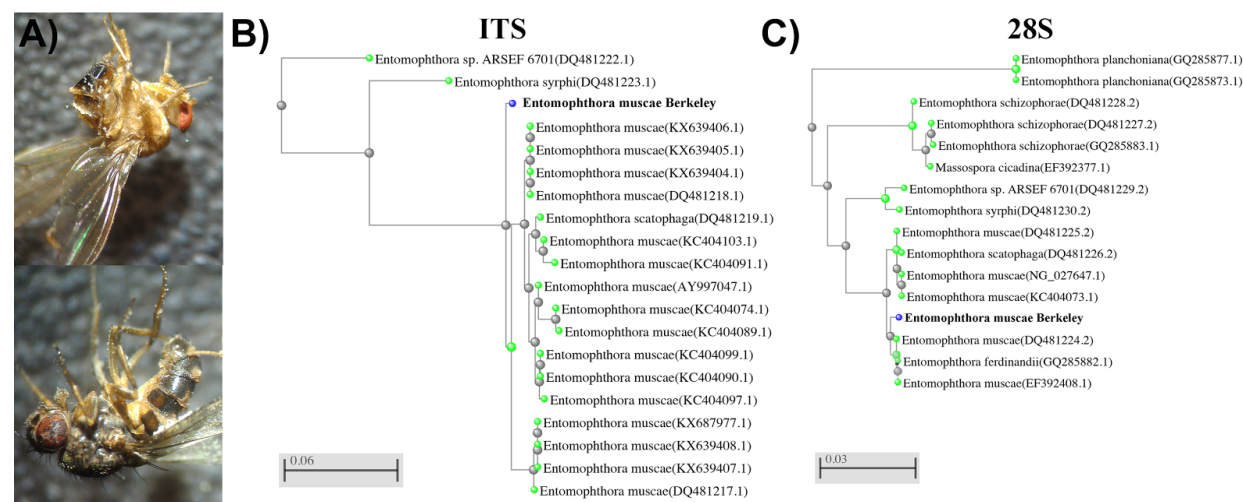 A)
B)
ITS
Entomophthora sp. ARSEF 6701(DQ481222.1)
Entomophthora syrphi(DQ481223.1)
Entomophthora muscae Berkeley
Entomophthora muscae(KX639406.1)
Entomophthora muscae(KX639405.1)
Entomophthora muscae(KX639404.1)
Entomophthora muscae(DQ481218.1)
Entomophthora scatophaga(DQ481219.1)
Entomophthora muscae(KC404103.1)
Entomophthora muscae(KC404091.1)
Entomophthora muscae(AY997047.1)
Entomophthora muscae(KC404074.1)
Entomophthora muscae(KC404089.1)
Entomophthora muscae(KC404099.1)
Entomophthora muscae(KC404090.1)
Entomophthora muscae(KC404097.1)
Entomophthora muscae(KX687977.1)
Entomophthora muscae(KX639408.1)
Entomophthora muscae(KX639407.1)
Entomophthora muscae(DQ481217.1)
0.06
C)
28S
Entomophthora planchoniana(GQ285877.1)
Entomophthora planchoniana(GQ285873.1)
Entomophthora schizophorae(DQ481228.2)
Entomophthora schizophorae(DQ481227.2)
Entomophthora schizophorae(GQ285883.1)
Massospora cicadina(EF392377.1)
Entomophthora sp. ARSEF 6701(DQ481229.2)
Entomophthora syrphi(DQ481230.2)
Entomophthora muscae(DQ481225.2)
Entomophthora scatophaga(DQ481226.2)
Entomophthora muscae(NG_027647.1)
Entomophthora muscae(KC404073.1)
Entomophthora muscae Berkeley
Entomophthora muscae(DQ481224.2)
Entomophthora ferdinandii(GQ285882.1)
Entomophthora muscae(EF392408.1)
0.03